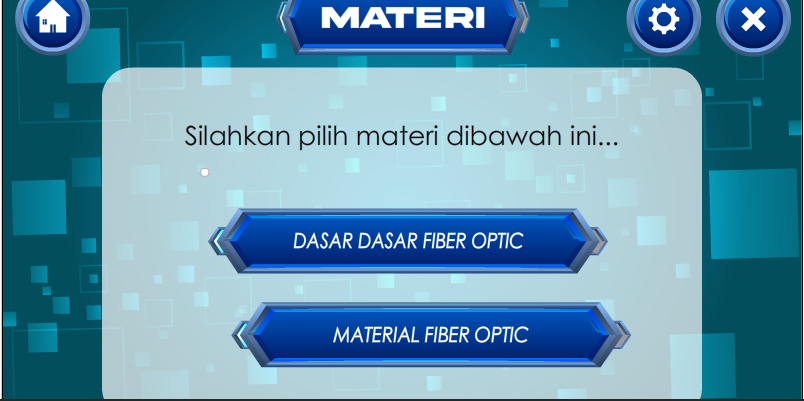 MATERI
Silahkan pilih materi dibawah ini...
DASAR DASAR FIBER OPTIC
MATERIAL FIBER OPTIC